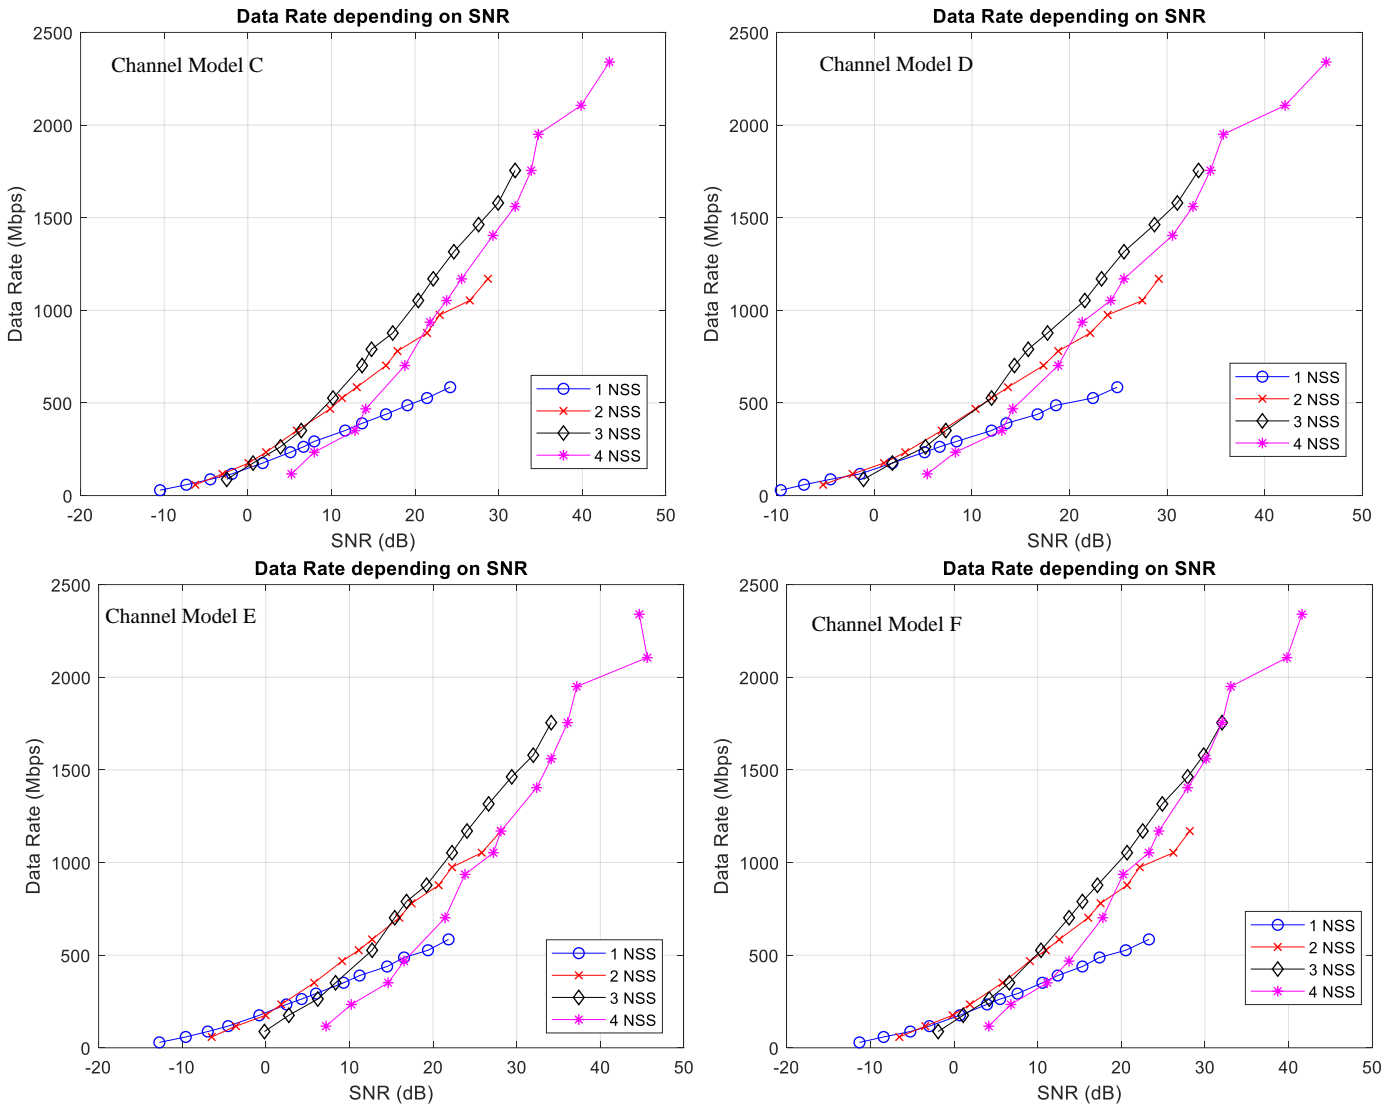 Data Rate depending on SNR
Channel Model C
Data Rate (Mbps)
2500
2000
1500
1000
500
0
-20 -10 0 10 20 30 40 50
SNR (dB)
1 NSS
2 NSS
3 NSS
4 NSS
Data Rate depending on SNR
Channel Model D
Data Rate (Mbps)
2500
2000
1500
1000
500
0
-10 0 10 20 30 40 50
SNR (dB)
1 NSS
2 NSS
3 NSS
4 NSS
Data Rate depending on SNR
Channel Model E
Data Rate (Mbps)
2500
2000
1500
1000
500
0
-20 -10 0 10 20 30 40 50
SNR (dB)
1 NSS
2 NSS
3 NSS
4 NSS
Data Rate depending on SNR
Channel Model F
Data Rate (Mbps)
2500
2000
1500
1000
500
0
-20 -10 0 10 20 30 40 50
SNR (dB)
1 NSS
2 NSS
3 NSS
4 NSS